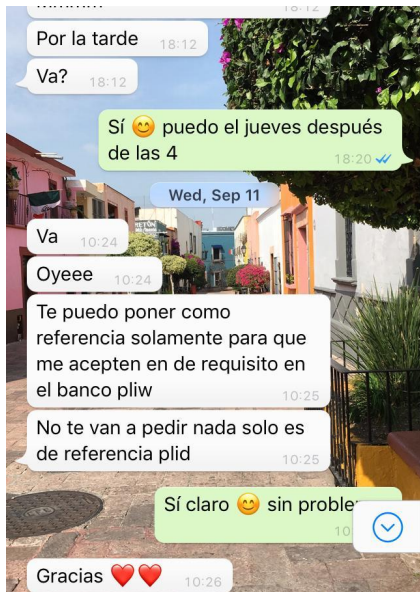 18:12
Por la tarde 18:12
Va? 18:12
Sí 😊 puedo el jueves después
de las 4
18:20
Wed, Sep 11
Va 10:24
Oyeee 10:24
Te puedo poner como
referencia solamente para que
me acepten en de requisito en
el banco pliw
10:25
No te van a pedir nada solo es
de referencia plid
10:25
Sí claro 😊 sin
10
Gracias ❤️❤️ 10:26